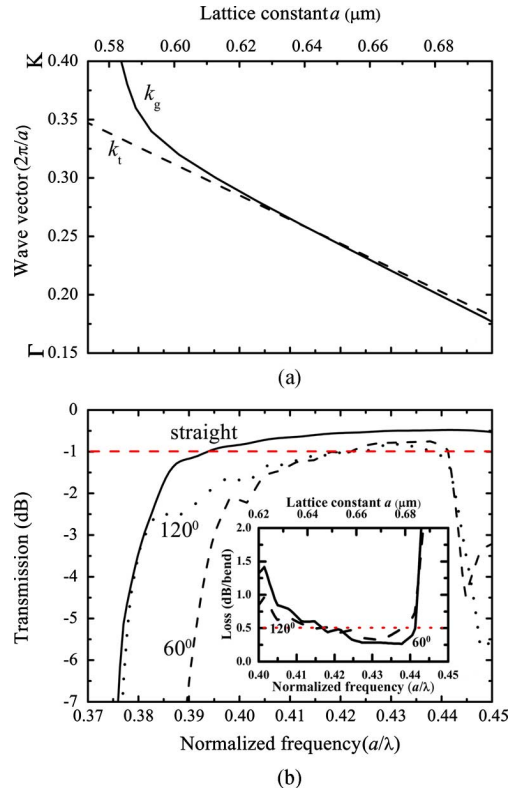 Lattice constant a (μm)
0.58 0.60 0.62 0.64 0.66 0.68
K
0.40
0.35
0.30
0.25
0.20
0.15
Γ
Wave vector (2π/a)
kg
kt
(a)
0
-1
-2
-3
-4
-5
-6
-7
Transmission (dB)
straight
120⁰
60⁰
Lattice constant a (μm)
0.62 0.64 0.66 0.68
2.0
1.5
1.0
0.5
0.0
Loss (dB/bend)
120⁰
60⁰
0.40 0.41 0.42 0.43 0.44 0.45
Normalized frequency (a/λ)
0.37 0.38 0.39 0.40 0.41 0.42 0.43 0.44 0.45
Normalized frequency(a/λ)
(b)